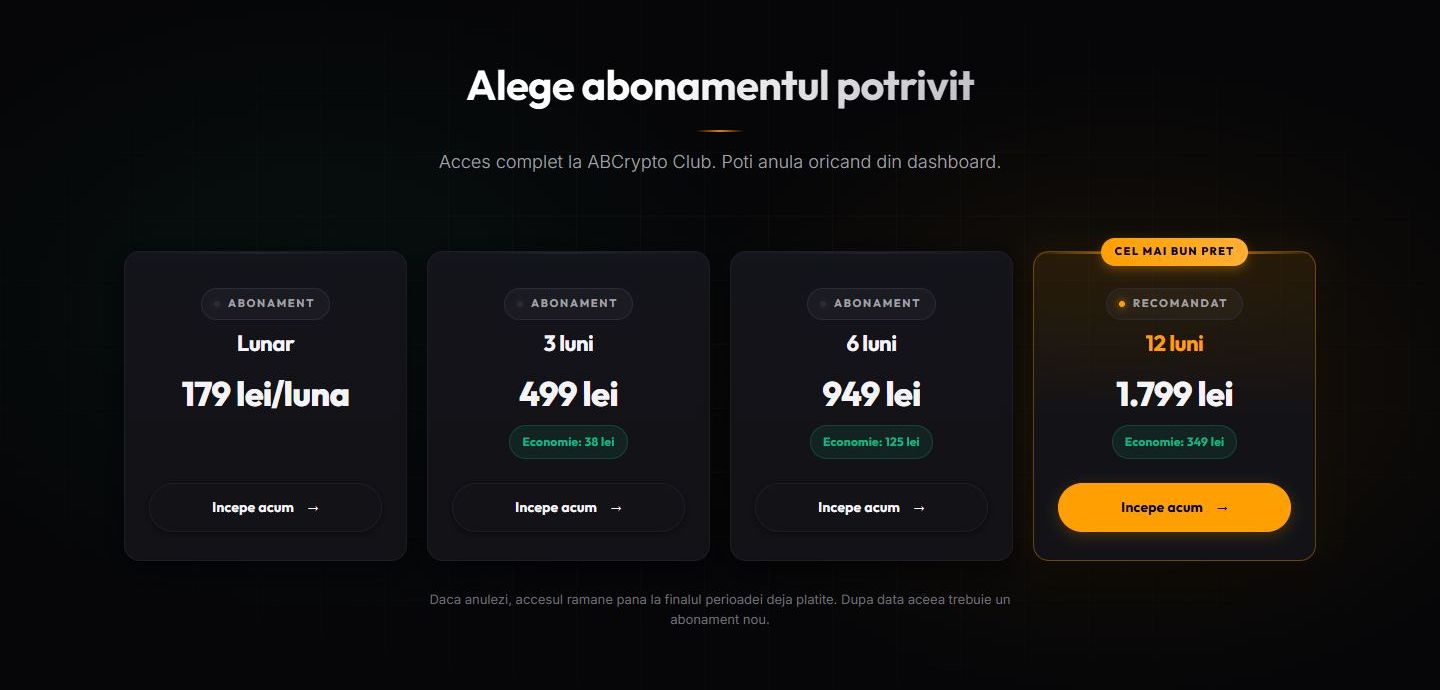 Alege abonamentul potrivit
Acces complet la ABCrypto Club. Poti anula oricand din dashboard.
ABONAMENT
Lunar
179 lei/luna
Incepe acum →
ABONAMENT
3 luni
499 lei
Economie: 38 lei
Incepe acum →
ABONAMENT
6 luni
949 lei
Economie: 125 lei
Incepe acum →
CEL MAI BUN PRET
RECOMANDAT
12 luni
1.799 lei
Economie: 349 lei
Incepe acum →
Daca anulezi, accesul ramane pana la finalul perioadei deja platite. Dupa data aceea trebuie un
abonament nou.